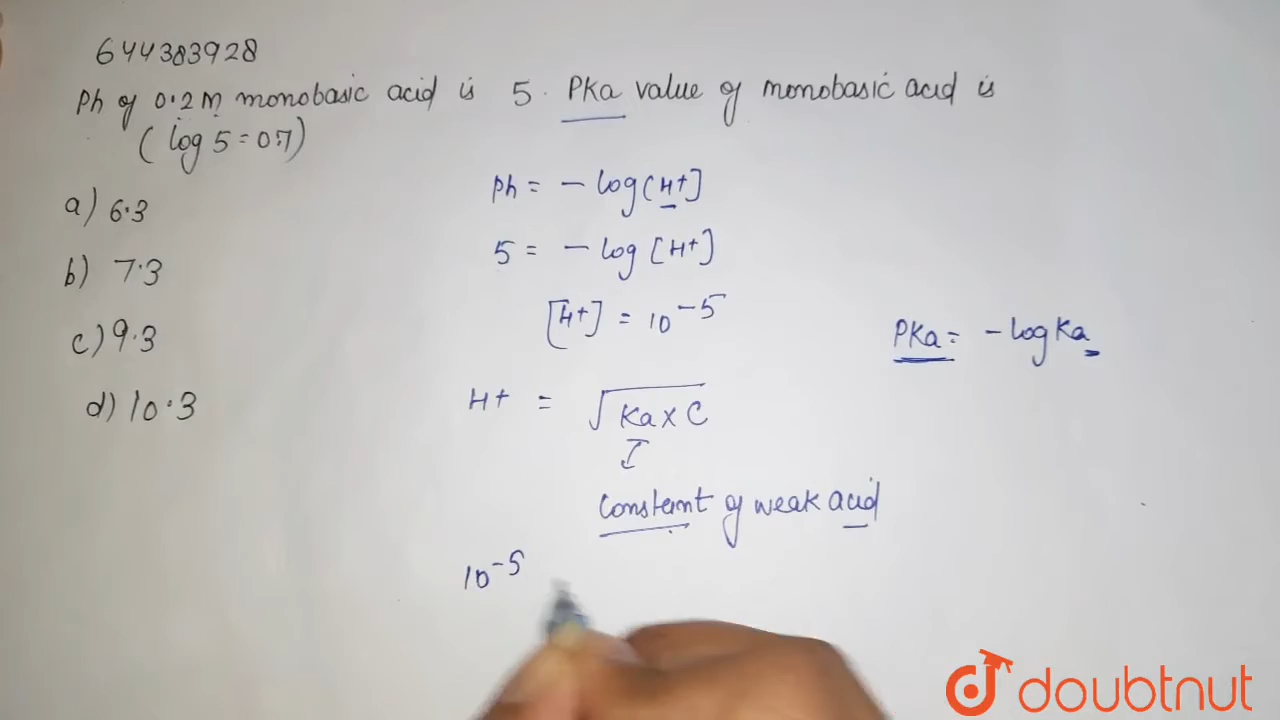 644383928
Ph of 0.2 M monobasic acid is 5. PKa value of monobasic acid is
(log 5 = 0.7)
a) 6.3
b) 7.3
c) 9.3
d) 10.3
Ph = - log [H+]
5 = - log [H+]
[H+] = 10^-5
PKa = - log Ka
H+ = √Ka x C
Consternt of weak acid
10^-5
doubtnut